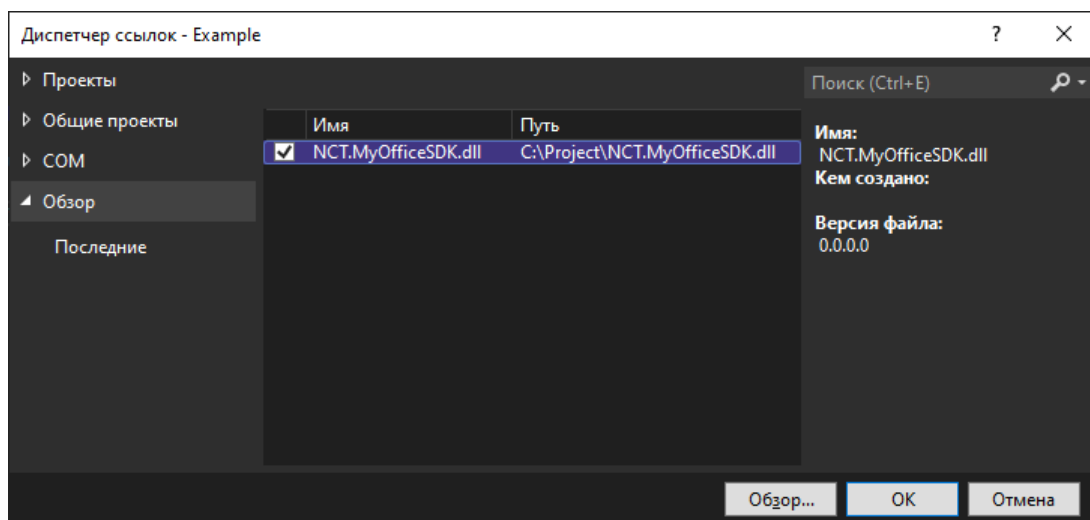 Диспетчер ссылок - Example
?
Проекты
Общие проекты
COM
Обзор
Последние
Имя Путь
NCT.MyOfficeSDK.dll C:\Project\NCT.MyOfficeSDK.dll
Поиск (Ctrl+E)
Имя:
NCT.MyOfficeSDK.dll
Кем создано:
Версия файла:
0.0.0.0
Обзор...
ОК
Отмена